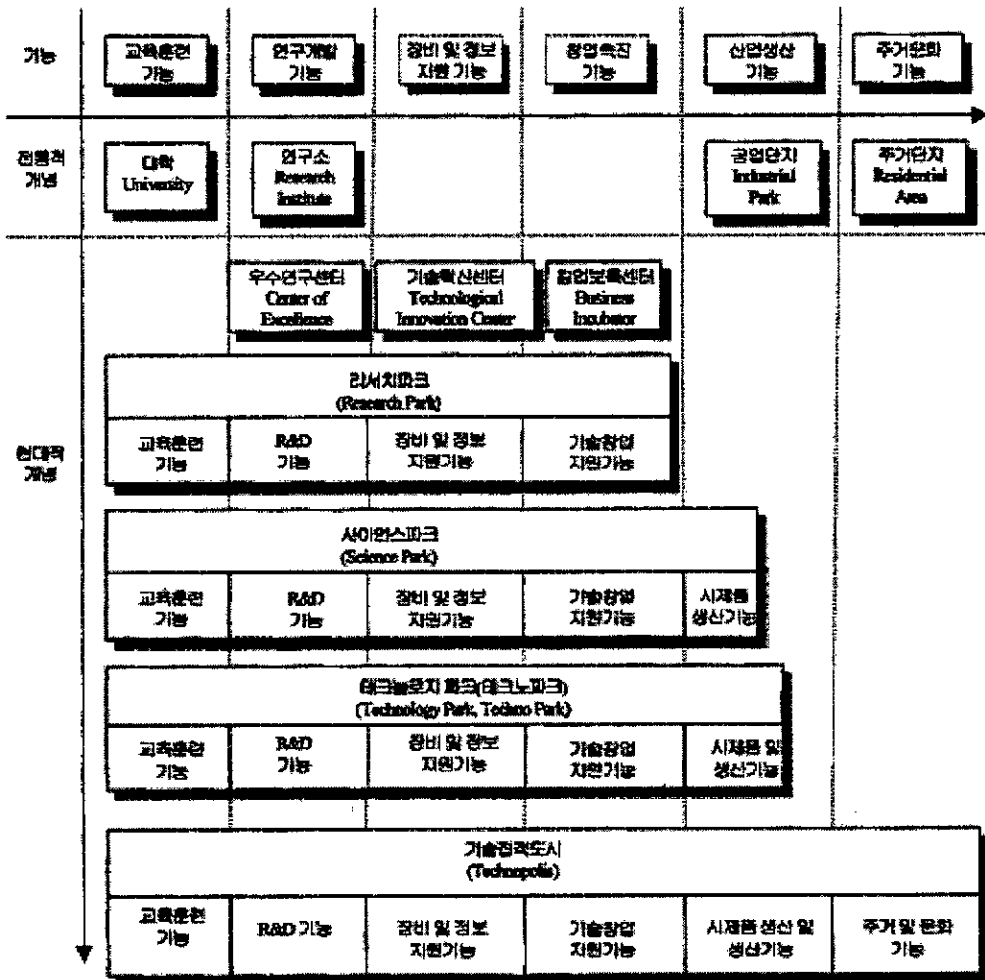 기능
교육훈련
기능
연구개발
기능
장비 및 정보
지원 기능
창업촉진
기능
산업생산
기능
주거문화
기능
전통적
개념
대학
University
연구소
Research
Institute
공업단지
Industrial
Park
주거단지
Residential
Area
우수연구센터
Center of
Excellence
기술혁신센터
Technological
Innovation Center
창업보육센터
Business
Incubator
현대적
개념
리서치파크
(Research Park)
교육훈련
기능
R&D
기능
장비 및 정보
지원기능
기술창업
지원기능
사이언스파크
(Science Park)
교육훈련
기능
R&D
기능
장비 및 정보
지원기능
기술창업
지원기능
시제품
생산기능
테크놀로지 파크(테크노파크)
(Technology Park, Techno Park)
교육훈련
기능
R&D
기능
장비 및 정보
지원기능
기술창업
지원기능
시제품 및
생산기능
기술집적도시
(Technopolis)
교육훈련
기능
R&D 기능
장비 및 정보
지원기능
기술창업
지원기능
시제품 생산 및
생산기능
주거 및 문화
기능